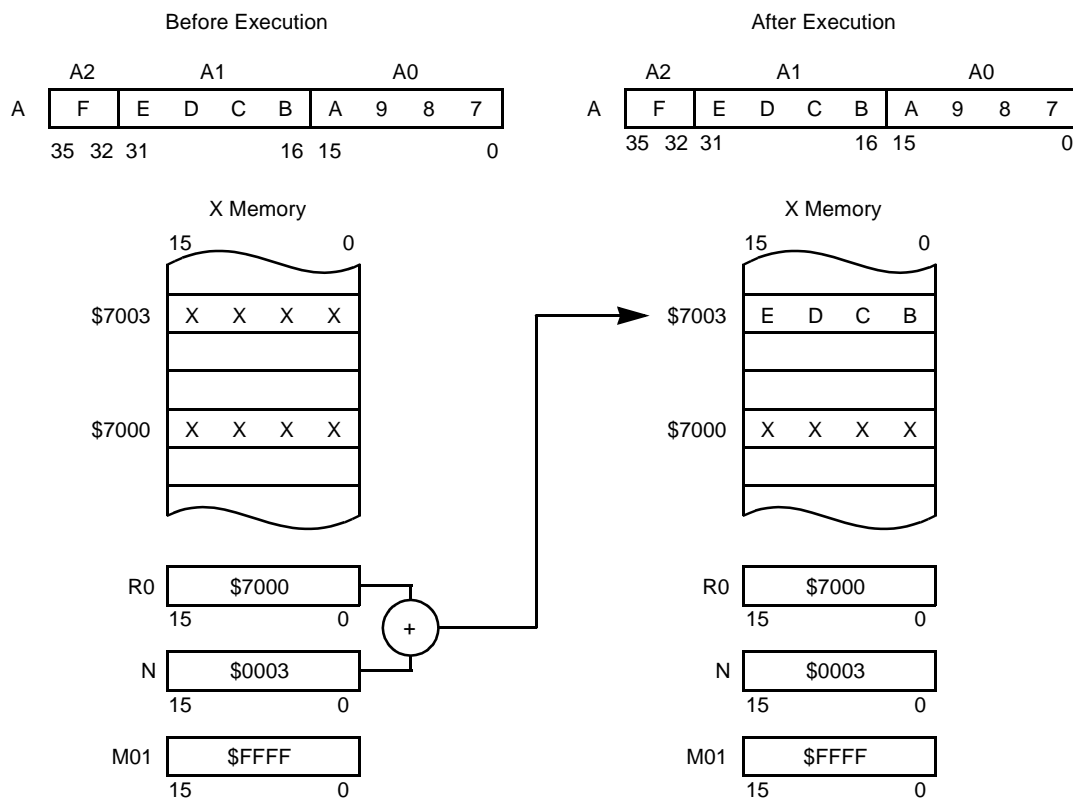 Before Execution
After Execution
A2 A1 A0
A2 A1 A0
A F E D C B A 9 8 7
A F E D C B A 9 8 7
35 32 31 16 15 0
35 32 31 16 15 0
X Memory
X Memory
15 0
15 0
$7003 X X X X
$7003 E D C B
$7000 X X X X
$7000 X X X X
R0 $7000
R0 $7000
15 0
15 0
+
N $0003
N $0003
15 0
15 0
M01 $FFFF
M01 $FFFF
15 0
15 0